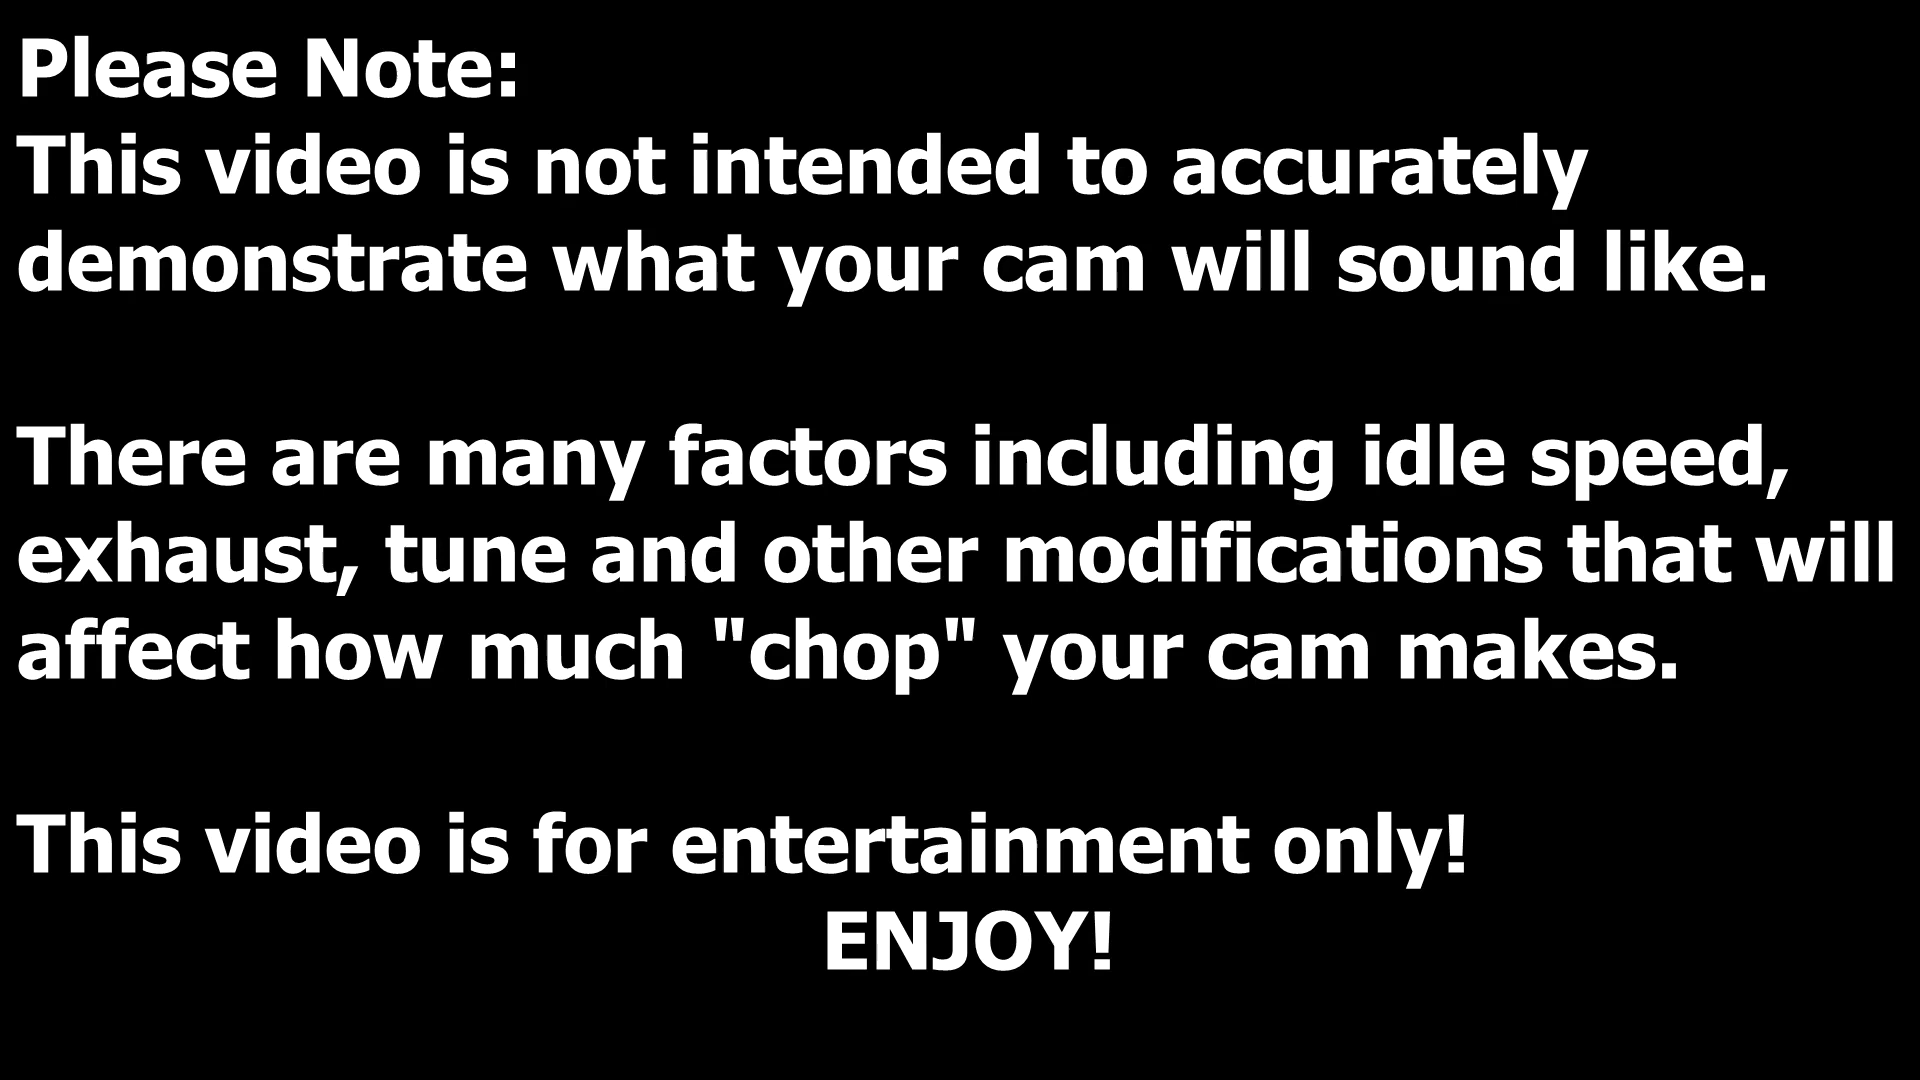 Please Note:
This video is not intended to accurately
demonstrate what your cam will sound like.
There are many factors including idle speed,
exhaust, tune and other modifications that will
affect how much "chop" your cam makes.
This video is for entertainment only!
ENJOY!